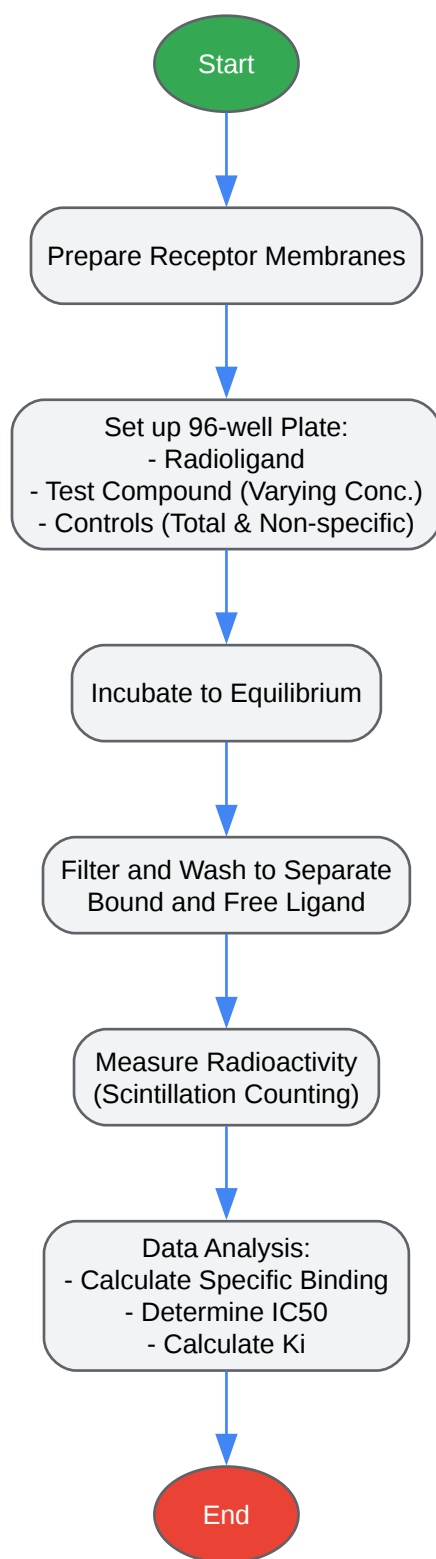 Start
Prepare Receptor Membranes
Set up 96-well Plate:
- Radioligand
- Test Compound (Varying Conc.)
- Controls (Total & Non-specific)
Incubate to Equilibrium
Filter and Wash to Separate
Bound and Free Ligand
Measure Radioactivity
(Scintillation Counting)
Data Analysis:
- Calculate Specific Binding
- Determine IC50
- Calculate Ki
End